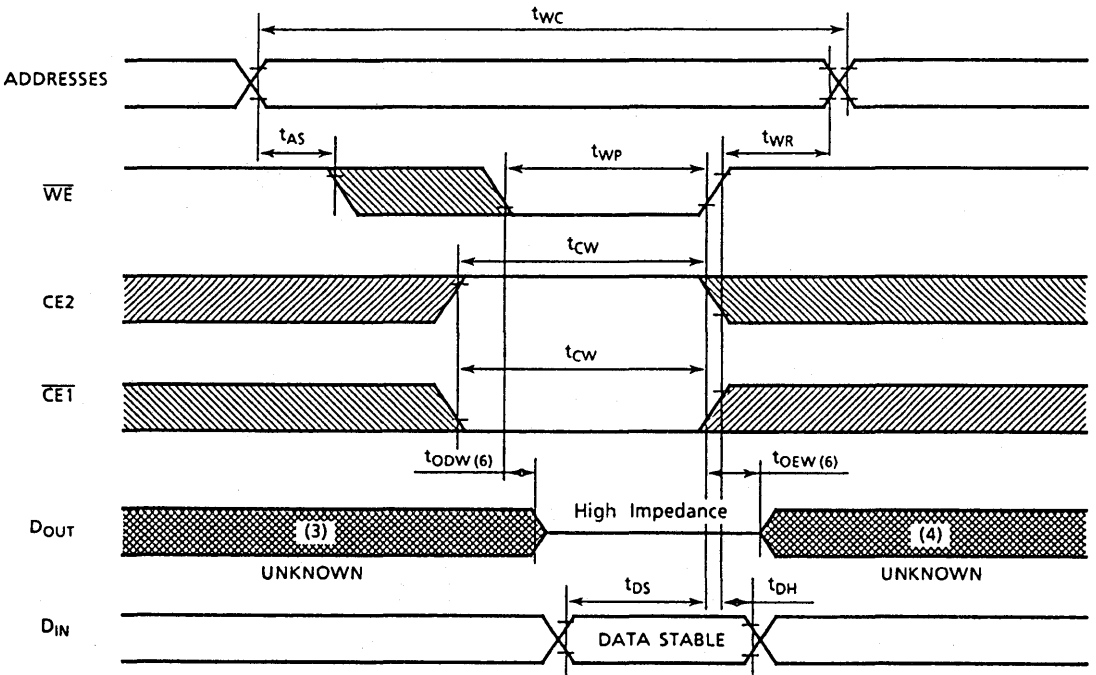 tWC
ADDRESSES
tAS
tWP
tWR
WE
tCW
CE2
tCW
CE1
tODW (6)
tOEW (6)
High Impedance
DOUT
(3)
(4)
UNKNOWN
UNKNOWN
tDS
tDH
DIN
DATA STABLE